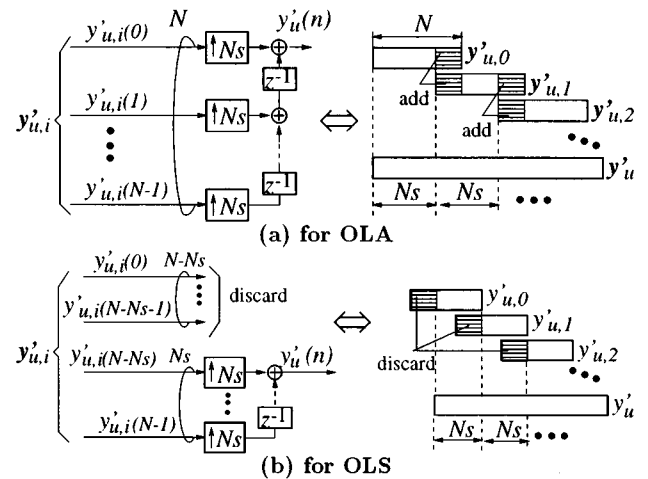 y'u,i(0) N ↑Ns y'u(n)
z⁻¹
y'u,i(1) ↑Ns
y'u,i
z⁻¹
y'u,i(N-1) ↑Ns
N
y'u,0
add y'u,1
add y'u,2
y'u
Ns Ns
(a) for OLA
y'u,i(0) N-Ns
discard
y'u,i(N-Ns-1)
y'u,i
y'u,i(N-Ns) Ns ↑Ns y'u(n)
z⁻¹
y'u,i(N-1) ↑Ns
y'u,0
y'u,1
discard y'u,2
y'u
Ns Ns
(b) for OLS